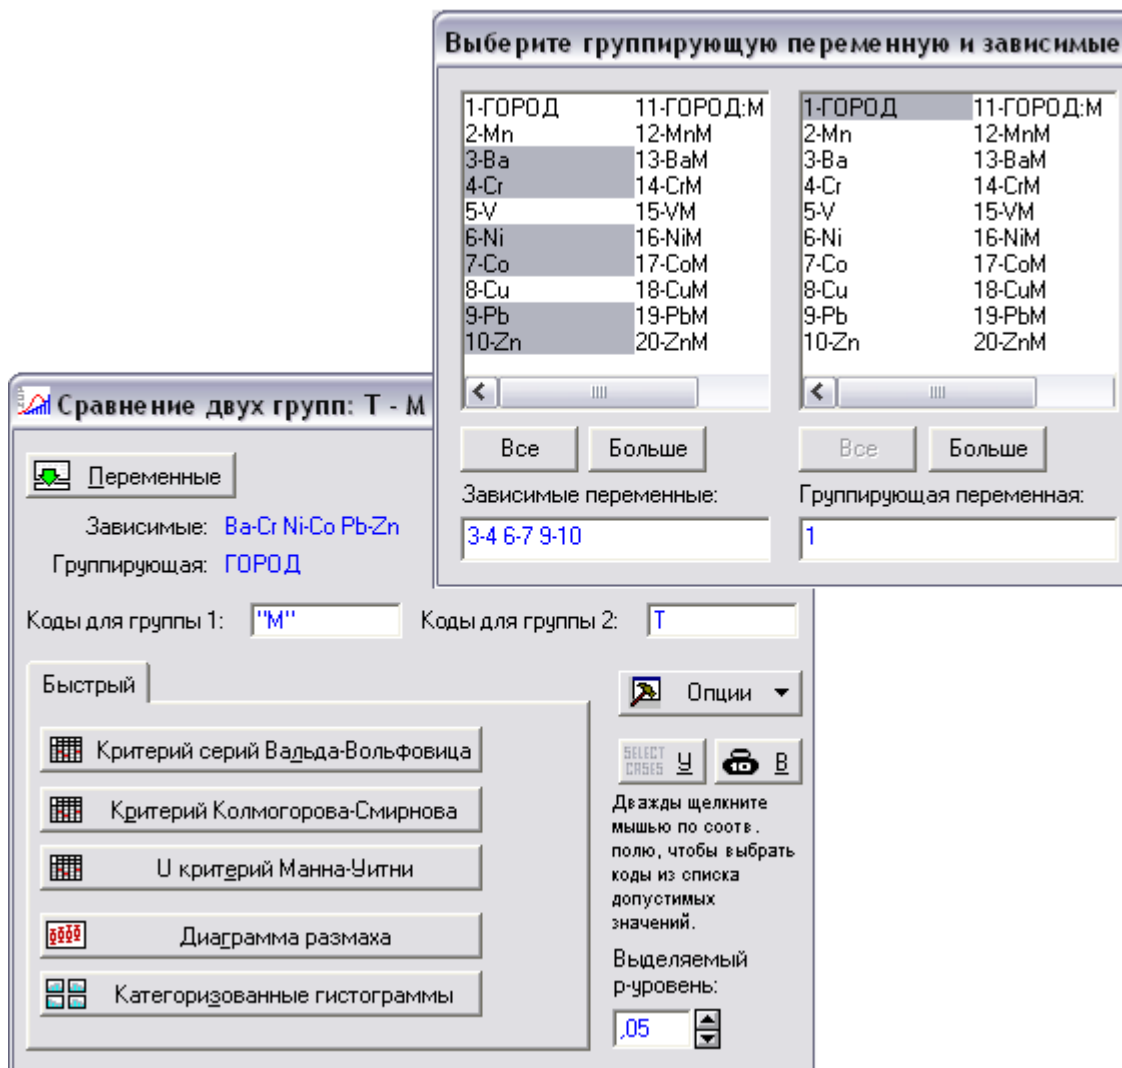 Выберите группирующую переменную и зависимые
1-ГОРОД 11-ГОРОД:М 1-ГОРОД 11-ГОРОД:М
2-Mn 12-MnM 2-Mn 12-MnM
3-Ba 13-BaM 3-Ba 13-BaM
4-Cr 14-CrM 4-Cr 14-CrM
5-V 15-VM 5-V 15-VM
6-Ni 16-NiM 6-Ni 16-NiM
7-Co 17-CoM 7-Co 17-CoM
8-Cu 18-CuM 8-Cu 18-CuM
9-Pb 19-PbM 9-Pb 19-PbM
10-Zn 20-ZnM 10-Zn 20-ZnM
Все Больше Все Больше
Зависимые переменные: Группирующая переменная:
3-4 6-7 9-10 1
Сравнение двух групп: Т - М
Переменные
Зависимые: Ba-Cr Ni-Co Pb-Zn
Группирующая: ГОРОД
Коды для группы 1: "М" Коды для группы 2: Т
Быстрый
Опции
Критерий серий Вальда-Вольфовица
SELECT CASES У 10 В
Критерий Колмогорова-Смирнова
U критерий Манна-Уитни
Диаграмма размаха
Категоризованные гистограммы
Дважды щелкните
мышью по соотв.
полю, чтобы выбрать
коды из списка
допустимых
значений.
Выделяемый
p-уровень:
,05